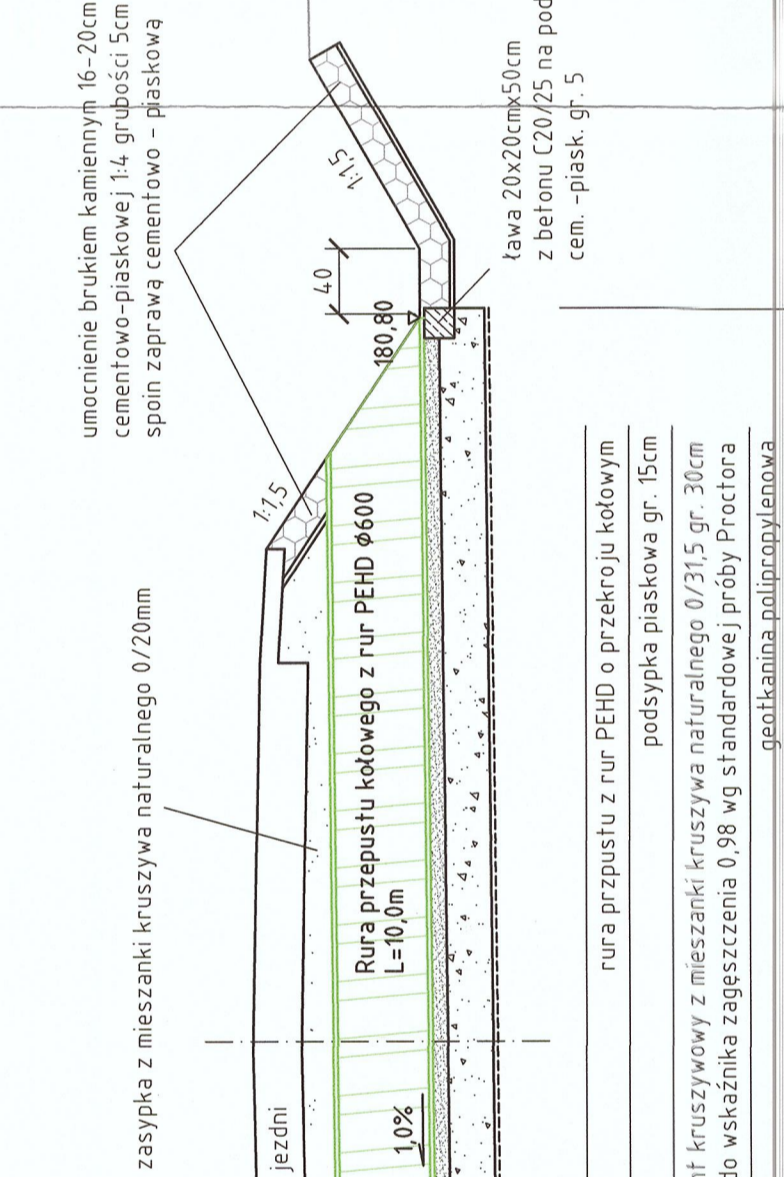 umocnienie brukiem kamiennym 16-20cm
cementowo-piaskowej 1:4 grubości 5cm
spoin zaprawą cementowo - piaskową
zasypka z mieszanki kruszywa naturalnego 0/20mm
1:1,5
1:1,5
40
180,80
ława 20x20cmx50cm
z betonu C20/25 na pod
cem. -piask. gr. 5
Rura przepustu kołowego z rur PEHD ϕ600
L=10,0m
jezdni
1,0%
rura przpustu z rur PEHD o przekroju kołowym
podsypka piaskowa gr. 15cm
nt kruszywowy z mieszanki kruszywa naturalnego 0/31,5 gr. 30cm
do wskaźnika zagęszczenia 0,98 wg standardowej próby Proctora
geotkanina polipropylenowa